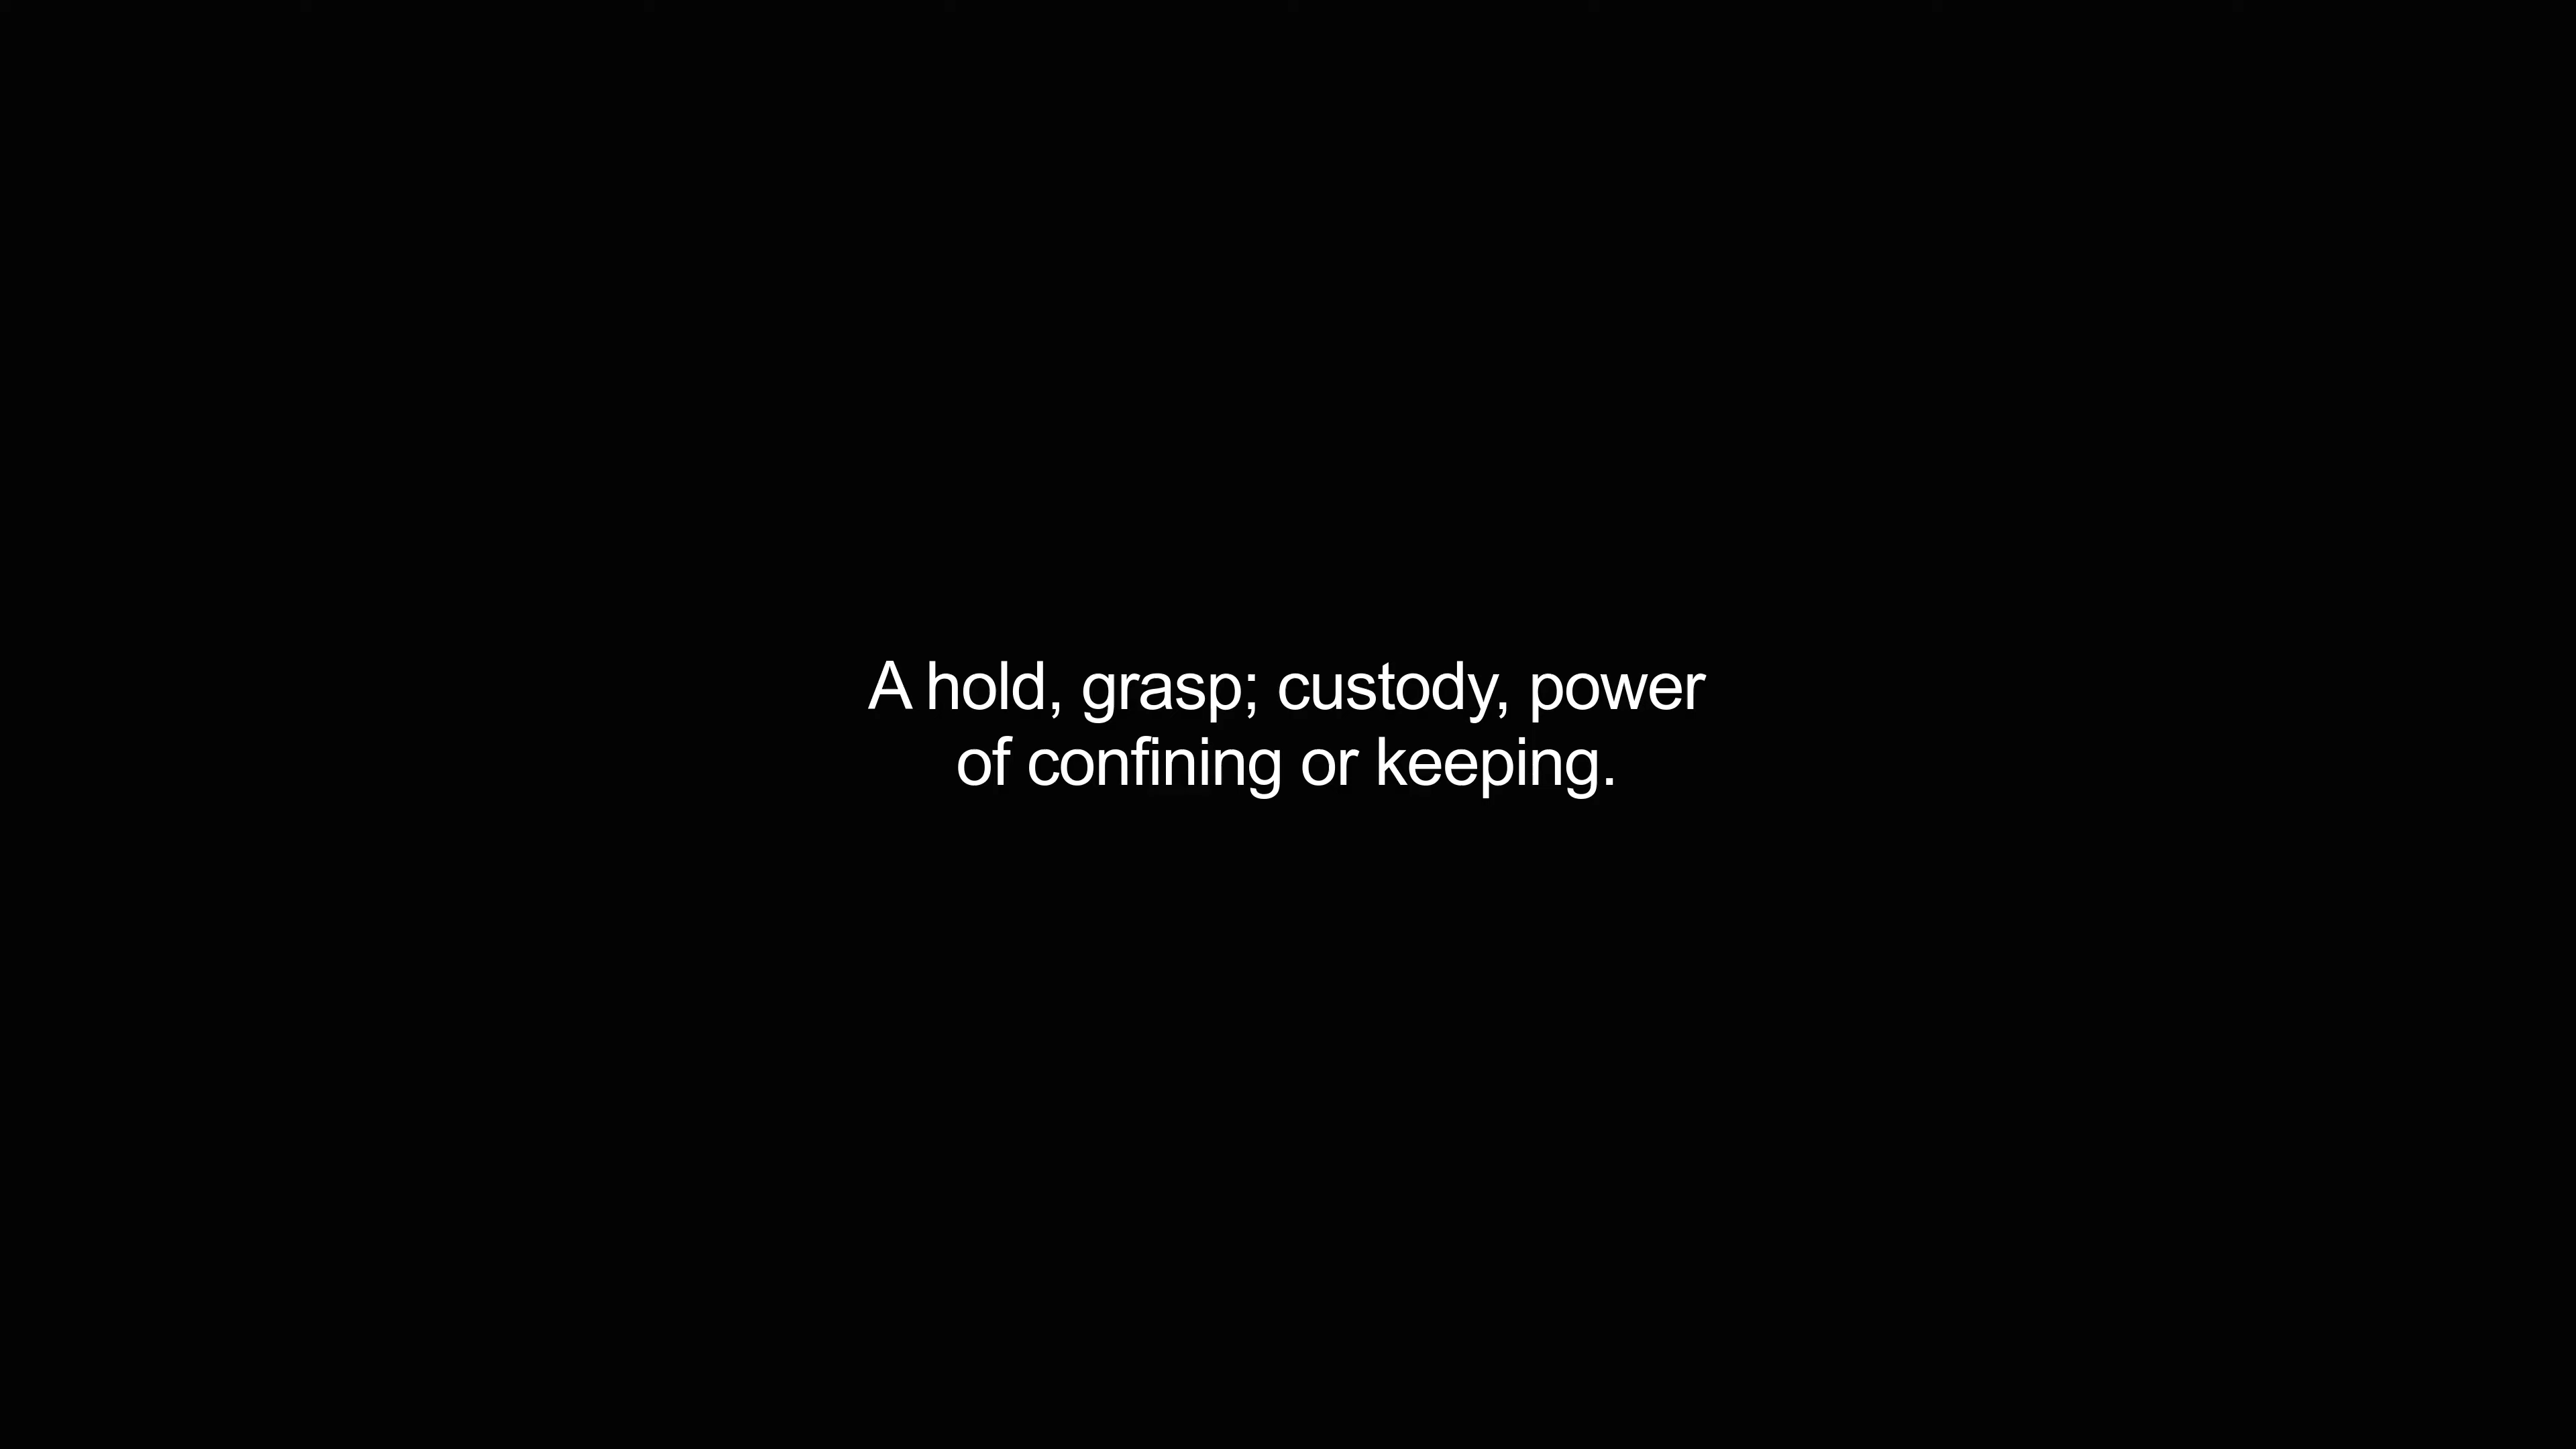 A hold, grasp; custody, power
of confining or keeping.